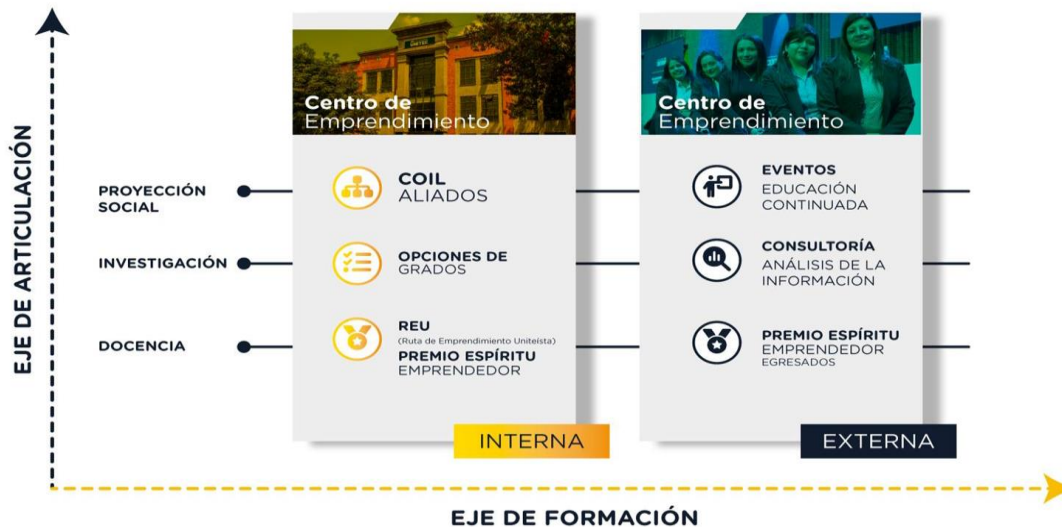 EJE DE ARTICULACIÓN
Centro de
Emprendimiento
Centro de
Emprendimiento
PROYECCIÓN
SOCIAL
COIL
ALIADOS
EVENTOS
EDUCACIÓN
CONTINUADA
INVESTIGACIÓN
OPCIONES DE
GRADOS
CONSULTORÍA
ANÁLISIS DE LA
INFORMACIÓN
DOCENCIA
REU
(Ruta de Emprendimiento Uniteísta)
PREMIO ESPÍRITU
EMPRENDEDOR
PREMIO ESPÍRITU
EMPRENDEDOR
EGRESADOS
INTERNA
EXTERNA
EJE DE FORMACIÓN